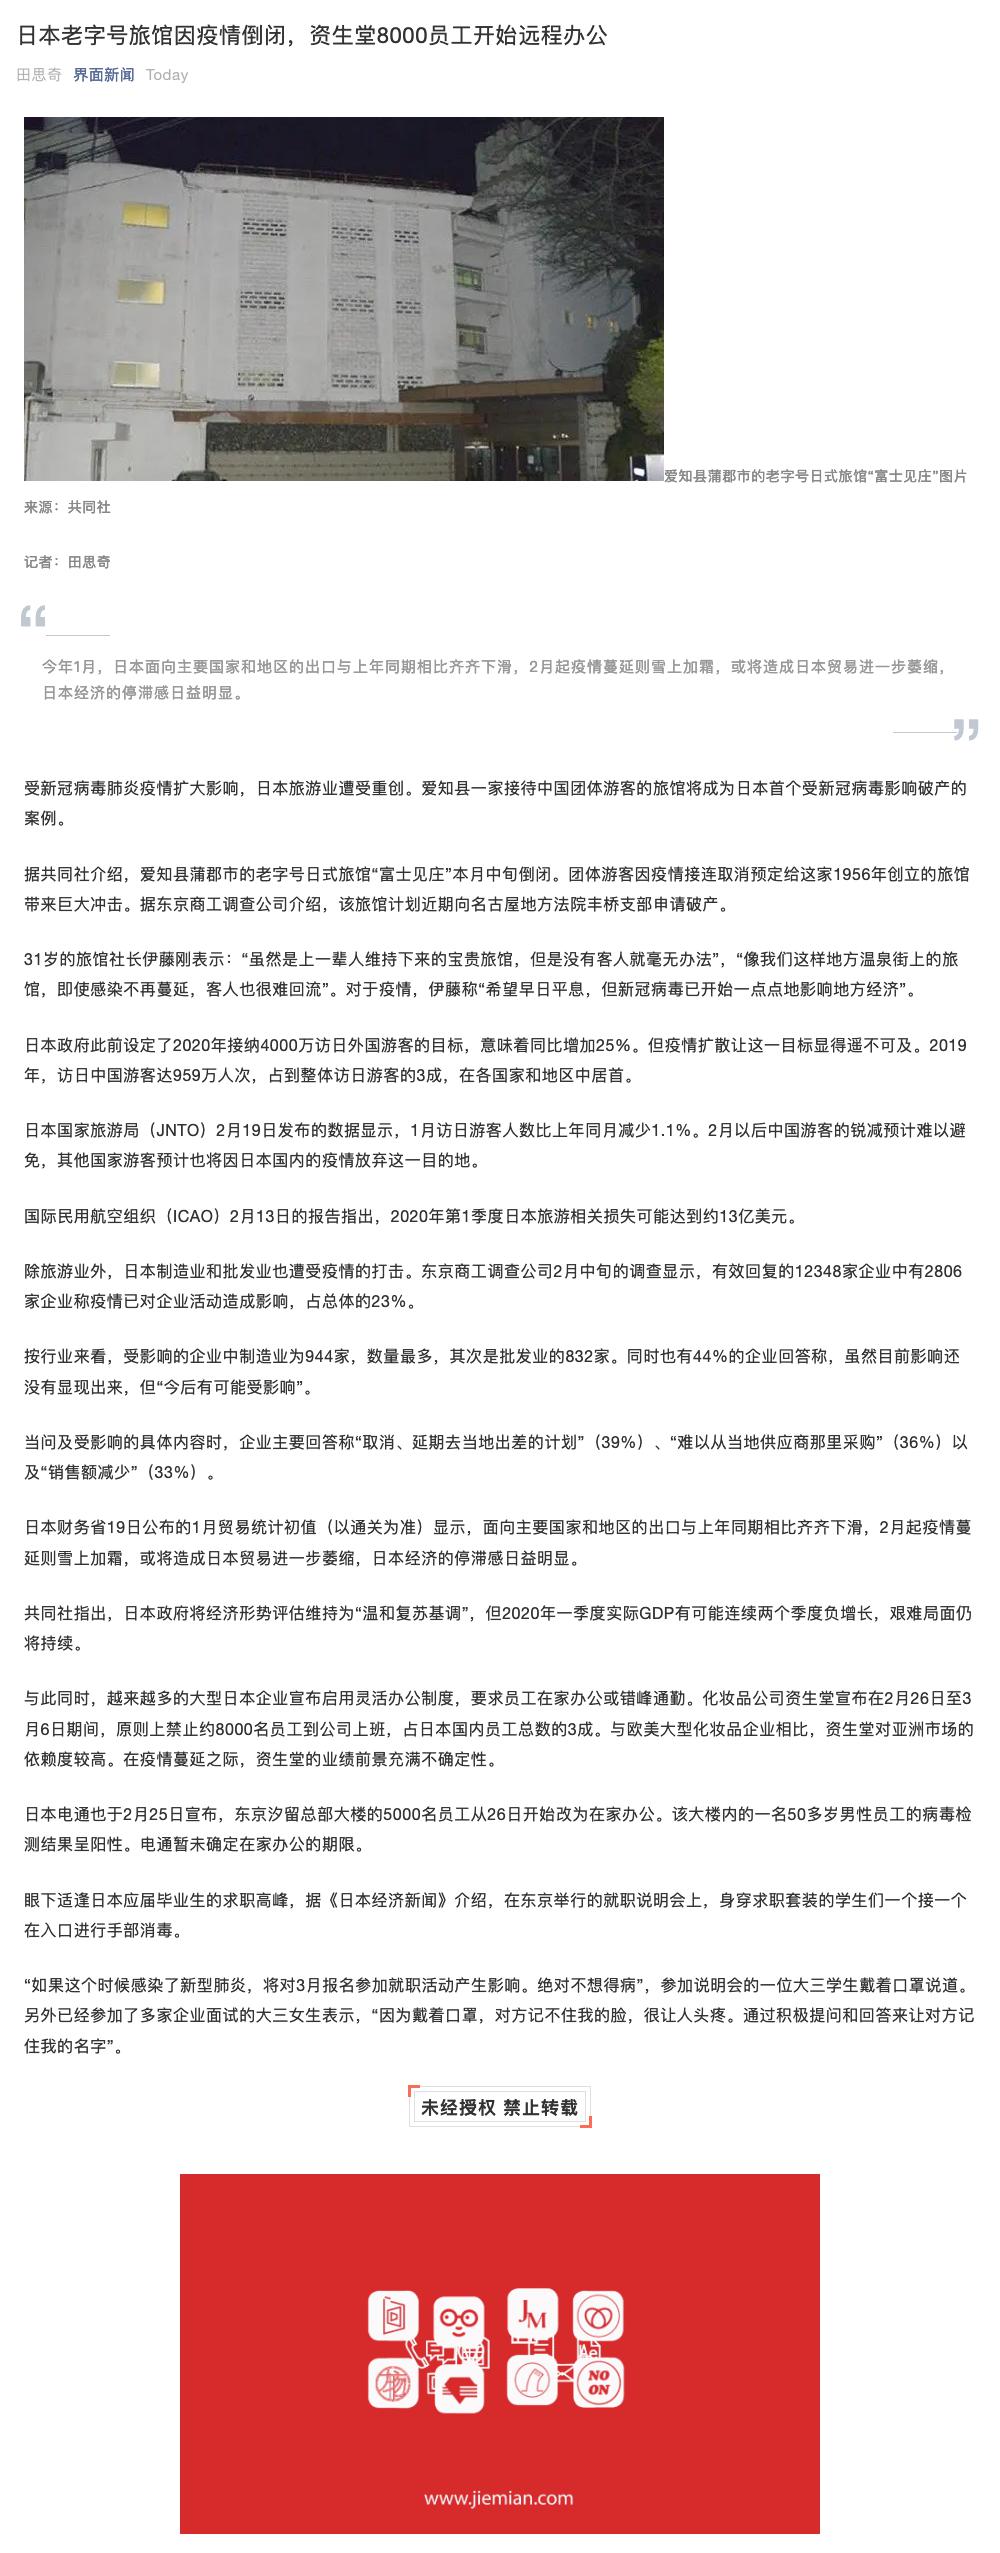 日本老字号旅馆因疫情倒闭，资生堂8000员工开始远程办公
田思奇 界面新闻 Today
爱知县蒲郡市的老字号日式旅馆“富士见庄”图片
来源：共同社
记者：田思奇
“
今年1月，日本面向主要国家和地区的出口与上年同期相比齐齐下滑，2月起疫情蔓延则雪上加霜，或将造成日本贸易进一步萎缩，
日本经济的停滞感日益明显。
”
受新冠病毒肺炎疫情扩大影响，日本旅游业遭受重创。爱知县一家接待中国团体游客的旅馆将成为日本首个受新冠病毒影响破产的
案例。
据共同社介绍，爱知县蒲郡市的老字号日式旅馆“富士见庄”本月中旬倒闭。团体游客因疫情接连取消预定给这家1956年创立的旅馆
带来巨大冲击。据东京商工调查公司介绍，该旅馆计划近期向名古屋地方法院丰桥支部申请破产。
31岁的旅馆社长伊藤刚表示：“虽然是上一辈人维持下来的宝贵旅馆，但是没有客人就毫无办法”，“像我们这样地方温泉街上的旅
馆，即使感染不再蔓延，客人也很难回流”。对于疫情，伊藤称“希望早日平息，但新冠病毒已开始一点点地影响地方经济”。
日本政府此前设定了2020年接纳4000万访日外国游客的目标，意味着同比增加25%。但疫情扩散让这一目标显得遥不可及。2019
年，访日中国游客达959万人次，占到整体访日游客的3成，在各国家和地区中居首。
日本国家旅游局（JNTO）2月19日发布的数据显示，1月访日游客人数比上年同月减少1.1%。2月以后中国游客的锐减预计难以避
免，其他国家游客预计也将因日本国内的疫情放弃这一目的地。
国际民用航空组织（ICAO）2月13日的报告指出，2020年第1季度日本旅游相关损失可能达到约13亿美元。
除旅游业外，日本制造业和批发业也遭受疫情的打击。东京商工调查公司2月中旬的调查显示，有效回复的12348家企业中有2806
家企业称疫情已对企业活动造成影响，占总体的23%。
按行业来看，受影响的企业中制造业为944家，数量最多，其次是批发业的832家。同时也有44%的企业回答称，虽然目前影响还
没有显现出来，但“今后有可能受影响”。
当问及受影响的具体内容时，企业主要回答称“取消、延期去当地出差的计划”（39%）、“难以从当地供应商那里采购”（36%）以
及“销售额减少”（33%）。
日本财务省19日公布的1月贸易统计初值（以通关为准）显示，面向主要国家和地区的出口与上年同期相比齐齐下滑，2月起疫情蔓
延则雪上加霜，或将造成日本贸易进一步萎缩，日本经济的停滞感日益明显。
共同社指出，日本政府将经济形势评估维持为“温和复苏基调”，但2020年一季度实际GDP有可能连续两个季度负增长，艰难局面仍
将持续。
与此同时，越来越多的大型日本企业宣布启用灵活办公制度，要求员工在家办公或错峰通勤。化妆品公司资生堂宣布在2月26日至3
月6日期间，原则上禁止约8000名员工到公司上班，占日本国内员工总数的3成。与欧美大型化妆品企业相比，资生堂对亚洲市场的
依赖度较高。在疫情蔓延之际，资生堂的业绩前景充满不确定性。
日本电通也于2月25日宣布，东京汐留总部大楼的5000名员工从26日开始改为在家办公。该大楼内的一名50多岁男性员工的病毒检
测结果呈阳性。电通暂未确定在家办公的期限。
眼下适逢日本应届毕业生的求职高峰，据《日本经济新闻》介绍，在东京举行的就职说明会上，身穿求职套装的学生们一个接一个
在入口进行手部消毒。
“如果这个时候感染了新型肺炎，将对3月报名参加就职活动产生影响。绝对不想得病”，参加说明会的一位大三学生戴着口罩说道。
另外已经参加了多家企业面试的大三女生表示，“因为戴着口罩，对方记不住我的脸，很让人头疼。通过积极提问和回答来让对方记
住我的名字”。
未经授权 禁止转载
JM
物
Ae
NO
ON
www.jiemian.com